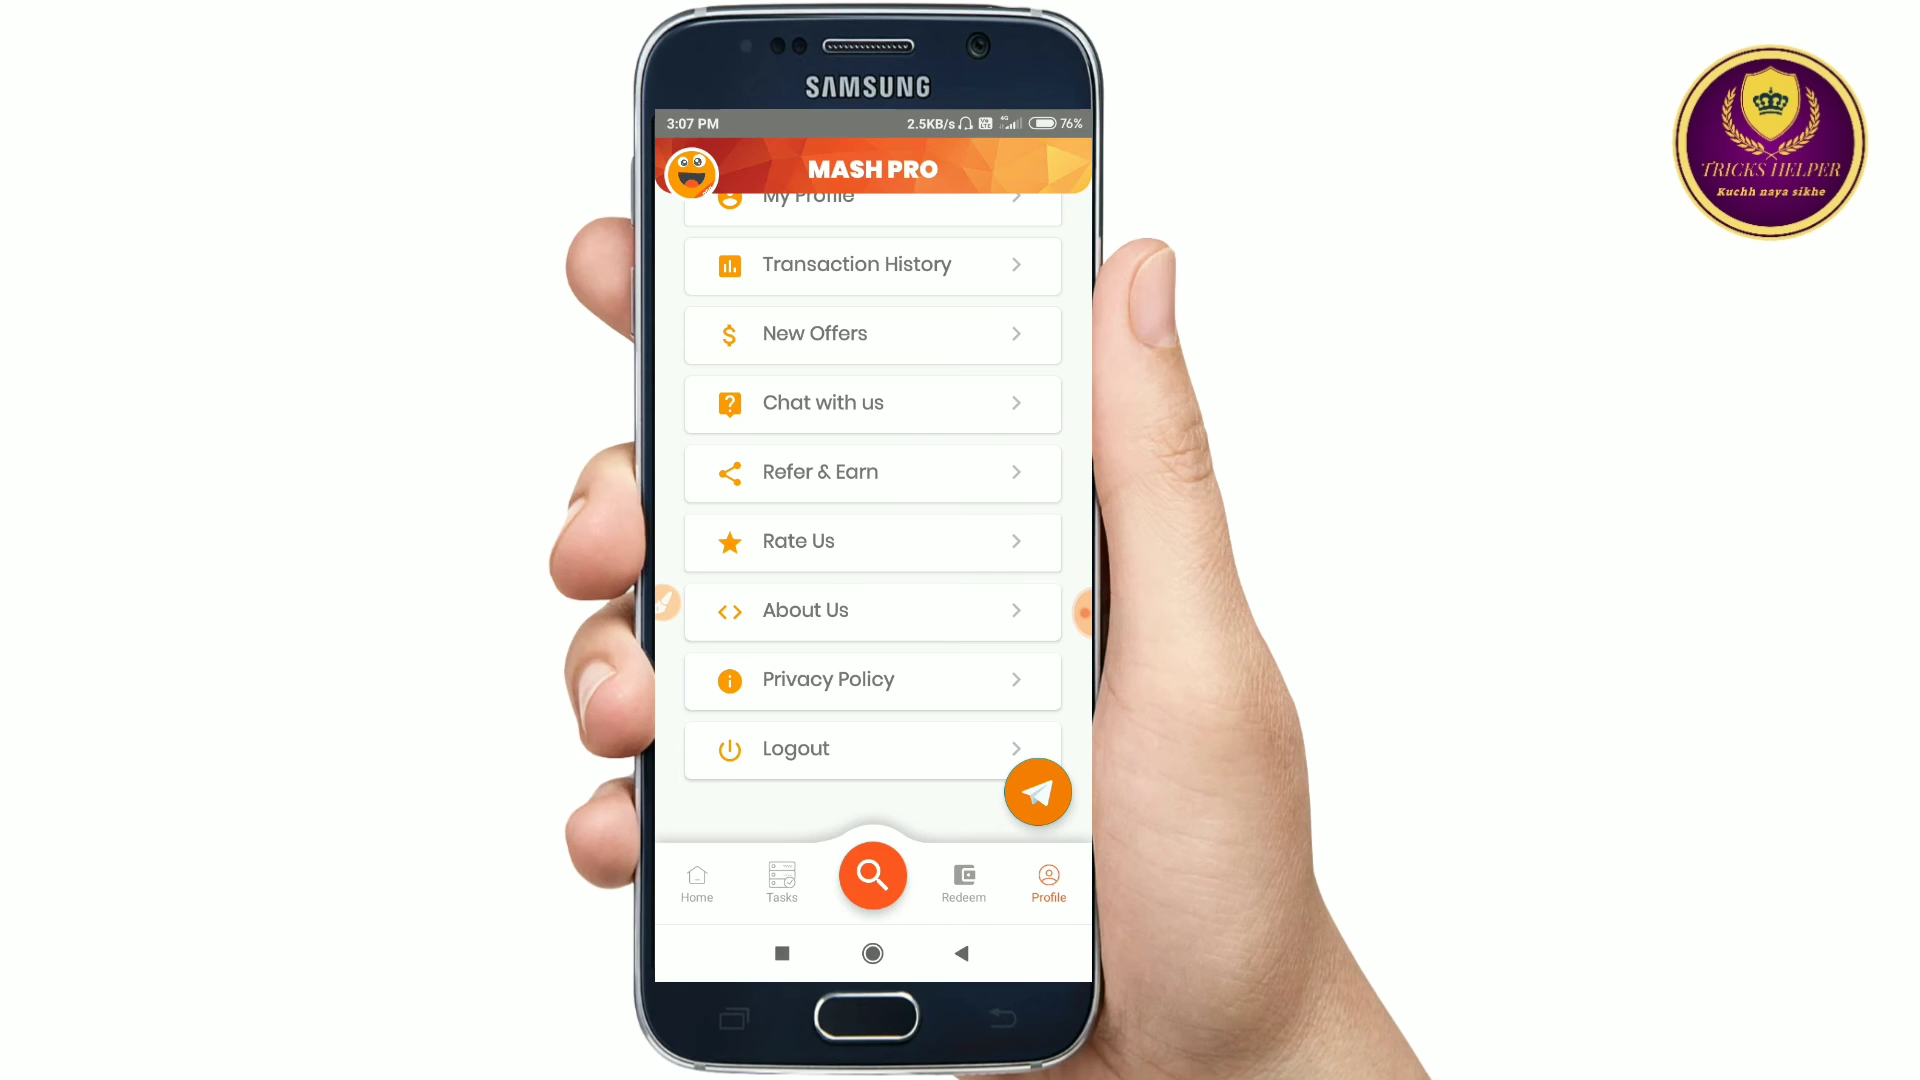 SAMSUNG
3:07 PM
2.5KB/s
4G
76%
MASH PRO
My Profile
Transaction History
New Offers
Chat with us
Refer & Earn
Rate Us
About Us
Privacy Policy
Logout
Home
Tasks
Redeem
Profile
TRICKS HELPER
Kuchh naya sikhe